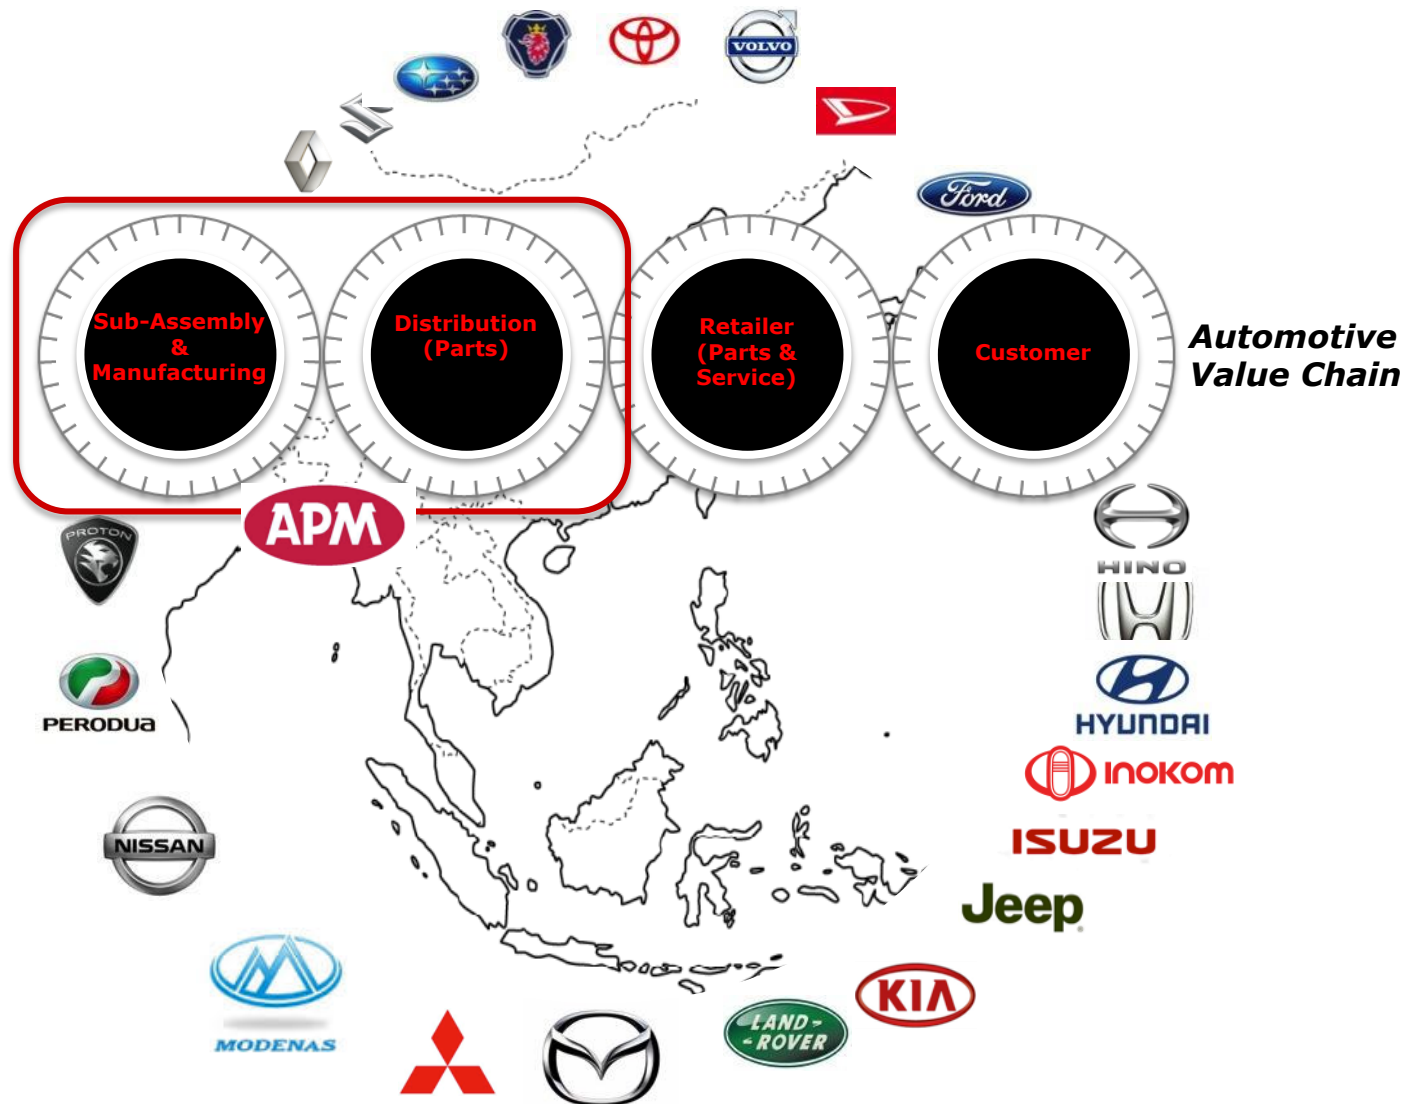 VOLVO
Ford
Sub-Assembly
&
Manufacturing
Distribution
(Parts)
Retailer
(Parts &
Service)
Customer
Automotive
Value Chain
APM
PROTON
HINO
PERODUA
HYUNDAI
INOKOM
NISSAN
ISUZU
Jeep
MODENAS
KIA
LAND
ROVER